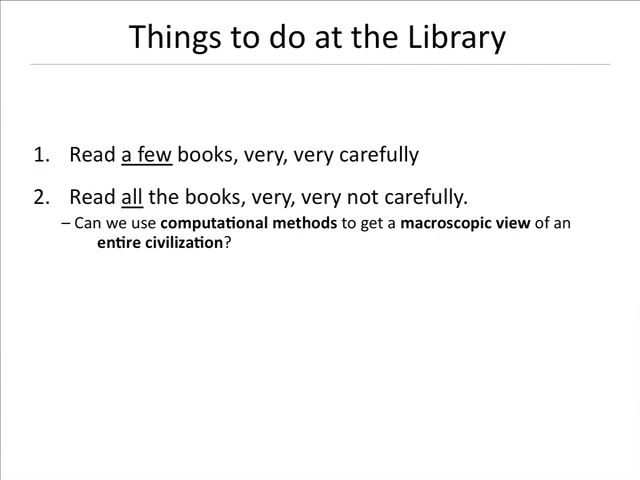 Things to do at the Library
1. Read a few books, very, very carefully
2. Read all the books, very, very not carefully.
– Can we use computational methods to get a macroscopic view of an
entire civilization?